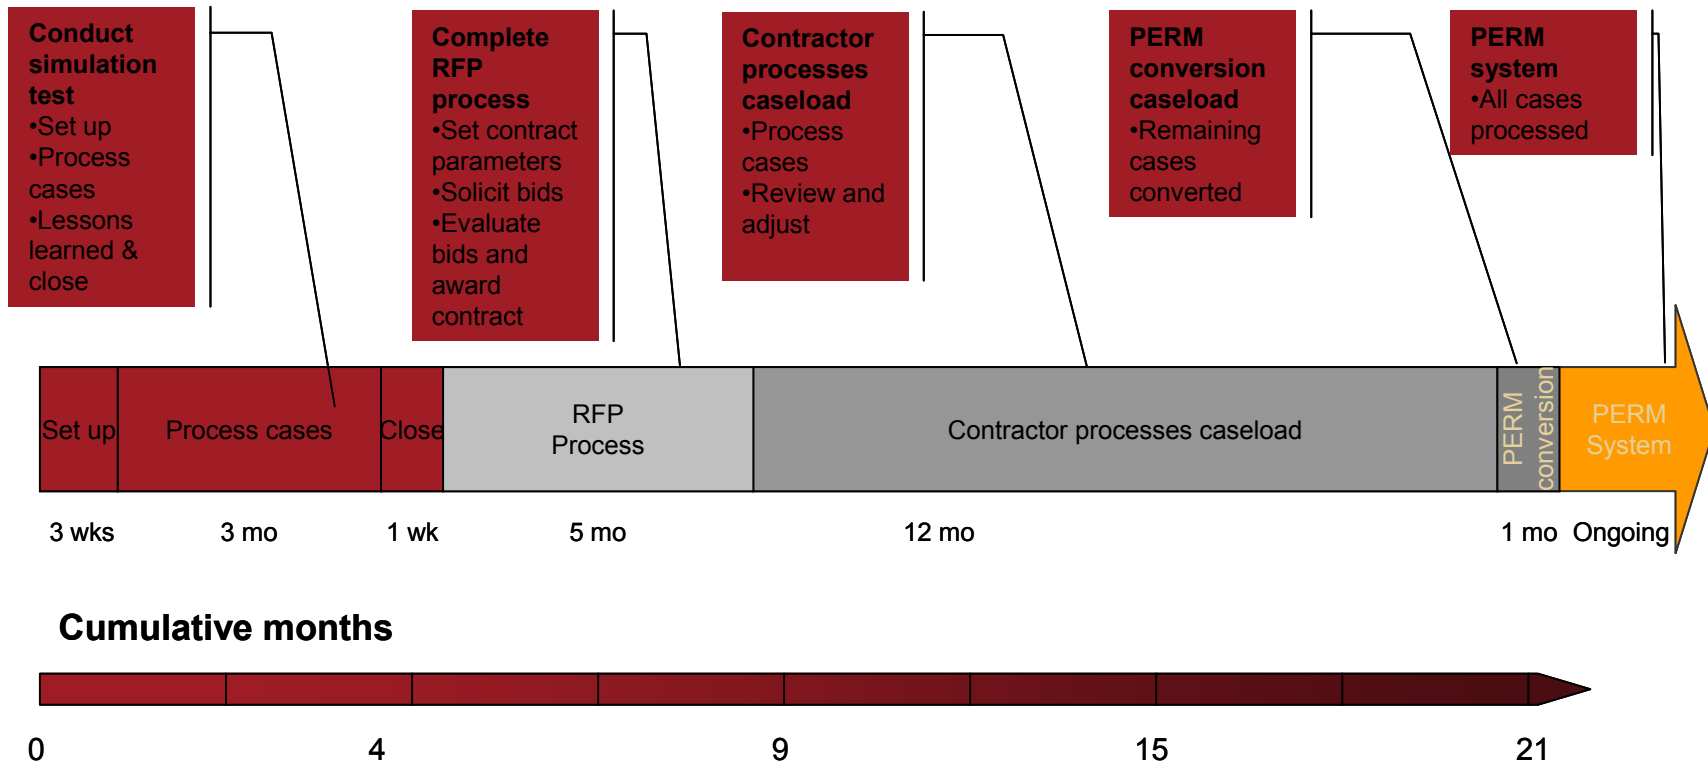 Conduct
simulation
test
•Set up
•Process
cases
•Lessons
learned &
close
Complete
RFP
process
•Set contract
parameters
•Solicit bids
•Evaluate
bids and
award
contract
Contractor
processes
caseload
•Process
cases
•Review and
adjust
PERM
conversion
caseload
•Remaining
cases
converted
PERM
system
•All cases
processed
Set up
Process cases
Close
RFP
Process
Contractor processes caseload
PERM
conversion
PERM
System
3 wks
3 mo
1 wk
5 mo
12 mo
1 mo
Ongoing
Cumulative months
0
4
9
15
21